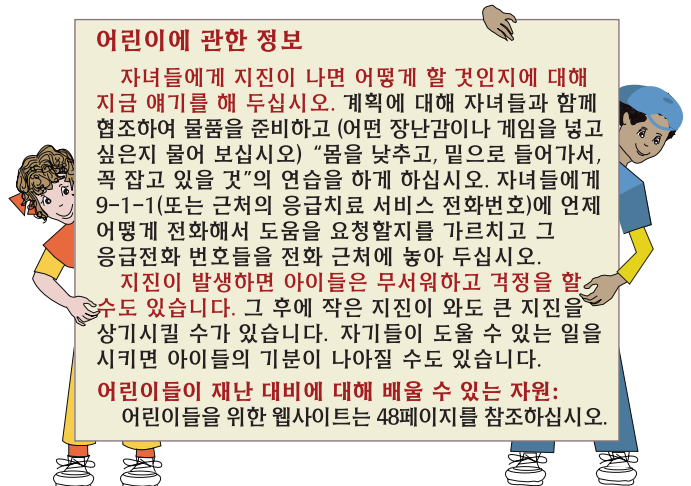 어린이에 관한 정보
자녀들에게 지진이 나면 어떻게 할 것인지에 대해
지금 얘기를 해 두십시오. 계획에 대해 자녀들과 함께
협조하여 물품을 준비하고 (어떤 장난감이나 게임을 넣고
싶은지 물어 보십시오) “몸을 낮추고, 밑으로 들어가서,
꼭 잡고 있을 것”의 연습을 하게 하십시오. 자녀들에게
9-1-1(또는 근처의 응급치료 서비스 전화번호)에 언제
어떻게 전화해서 도움을 요청할지를 가르치고 그
응급전화 번호들을 전화 근처에 놓아 두십시오.
지진이 발생하면 아이들은 무서워하고 걱정을 할
수도 있습니다. 그 후에 작은 지진이 와도 큰 지진을
상기시킬 수가 있습니다. 자기들이 도울 수 있는 일을
시키면 아이들의 기분이 나아질 수도 있습니다.
어린이들이 재난 대비에 대해 배울 수 있는 자원:
어린이들을 위한 웹사이트는 48페이지를 참조하십시오.